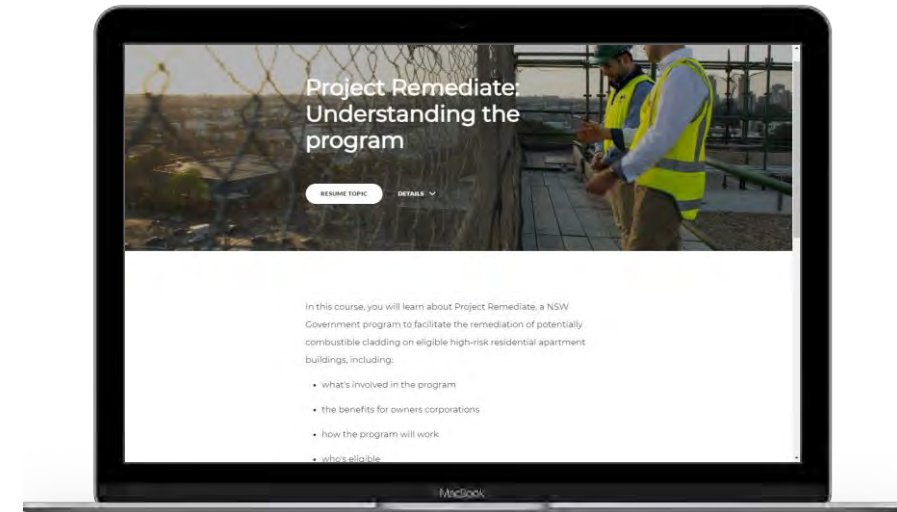 Project Remediate:
Understanding the
program
RESUME TOPIC
DETAILS
In this course, you will learn about Project Remediate, a NSW
Government program to facilitate the remediation of potentially
combustible cladding on eligible high-risk residential apartment
buildings, including:
• what's involved in the program
• the benefits for owners corporations
• how the program will work
• who's eligible
MacBook